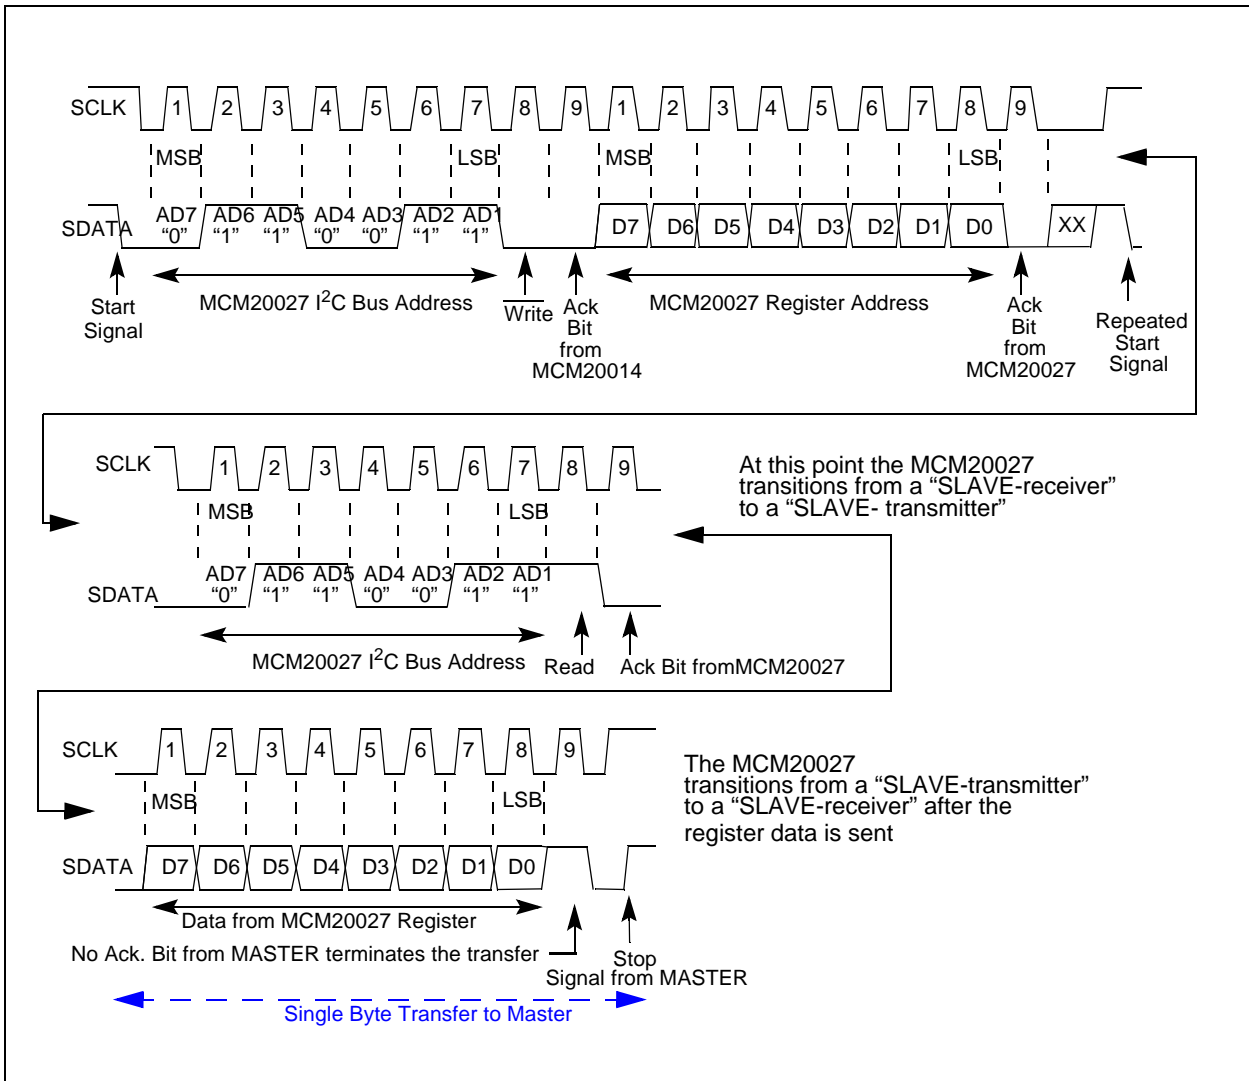 SCLK 1 2 3 4 5 6 7 8 9 1 2 3 4 5 6 7 8 9
MSB LSB MSB LSB
SDATA AD7 AD6 AD5 AD4 AD3 AD2 AD1 D7 D6 D5 D4 D3 D2 D1 D0 XX
“0” “1” “1” “0” “0” “1” “1”
Start
Signal
MCM20027 I2C Bus Address
Write
Ack
Bit
from
MCM20014
MCM20027 Register Address
Ack
Bit
from
MCM20027
Repeated
Start
Signal
SCLK 1 2 3 4 5 6 7 8 9
MSB LSB
At this point the MCM20027
transitions from a “SLAVE-receiver”
to a “SLAVE- transmitter”
SDATA AD7 AD6 AD5 AD4 AD3 AD2 AD1
“0” “1” “1” “0” “0” “1” “1”
MCM20027 I2C Bus Address
Read
Ack Bit fromMCM20027
SCLK 1 2 3 4 5 6 7 8 9
MSB LSB
The MCM20027
transitions from a “SLAVE-transmitter”
to a “SLAVE-receiver” after the
register data is sent
SDATA D7 D6 D5 D4 D3 D2 D1 D0
Data from MCM20027 Register
No Ack. Bit from MASTER terminates the transfer
Stop
Signal from MASTER
Single Byte Transfer to Master